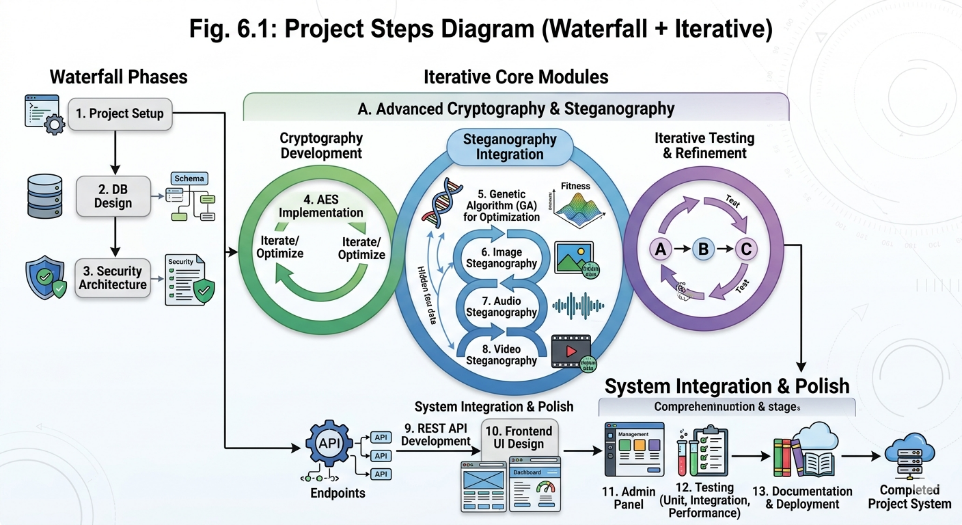 Fig. 6.1: Project Steps Diagram (Waterfall + Iterative)
Waterfall Phases
1. Project Setup
2. DB
Design
Schema
3. Security
Architecture
Security
Iterative Core Modules
A. Advanced Cryptography & Steganography
Cryptography
Development
4. AES
Implementation
Iterate/
Optimize
Iterate/
Optimize
Steganography
Integration
5. Genetic
Algorithm (GA)
for Optimization
Fitness
6. Image
Steganography
Hidden test data
7. Audio
Steganography
8. Video
Steganography
Iterative Testing
& Refinement
Test
A
B
C
Test
System Integration & Polish
System Integration & Polish
& stages
API
API
API
API
Endpoints
9. REST API
Development
10. Frontend
UI Design
Dashboard
Management
11. Admin
Panel
12. Testing
(Unit, Integration,
Performance)
13. Documentation
& Deployment
Completed
Project System